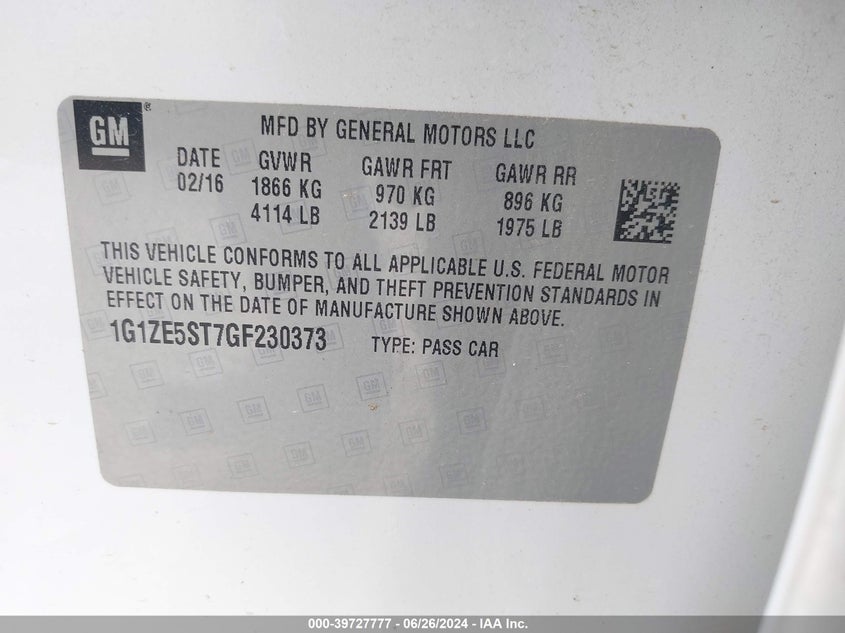 GM ®
MFD BY GENERAL MOTORS LLC
DATE GVWR GAWR FRT GAWR RR
02/16 1866 KG 970 KG 896 KG
4114 LB 2139 LB 1975 LB
THIS VEHICLE CONFORMS TO ALL APPLICABLE U.S. FEDERAL MOTOR
VEHICLE SAFETY, BUMPER, AND THEFT PREVENTION STANDARDS IN
EFFECT ON THE DATE OF MANUFACTURE SHOWN ABOVE.
1G1ZE5ST7GF230373 TYPE: PASS CAR
000-39727777 - 06/26/2024 - IAA Inc.